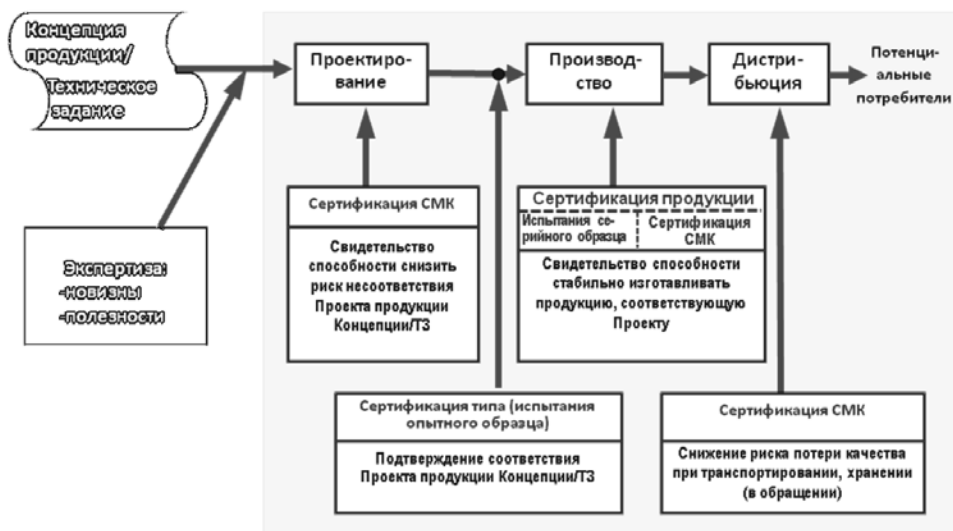 Концепция
продукции/
Техническое
задание
Проектиро-
вание
Производ-
ство
Дистри-
бьюция
Потенци-
альные
потребители
Экспертиза:
-новизны
-полезности
Сертификация СМК
Свидетельство
способности снизить
риск несоответствия
Проекта продукции
Концепции/ТЗ
Сертификация продукции
Испытания се-
рийного образца
Сертификация
СМК
Свидетельство способности
стабильно изготавливать
продукцию, соответствующую
Проекту
Сертификация типа (испытания
опытного образца)
Подтверждение соответствия
Проекта продукции Концепции/ТЗ
Сертификация СМК
Снижение риска потери качества
при транспортировании, хранении
(в обращении)